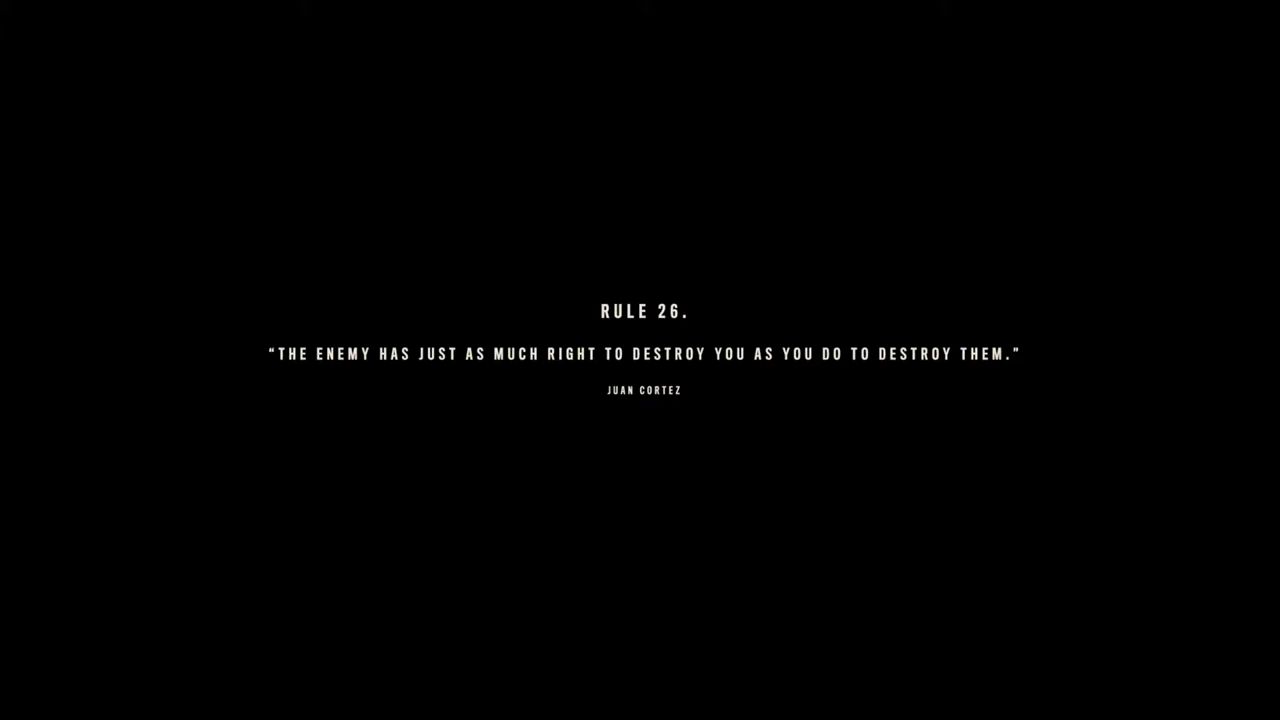 RULE 26.
“THE ENEMY HAS JUST AS MUCH RIGHT TO DESTROY YOU AS YOU DO TO DESTROY THEM.”
JUAN CORTEZ